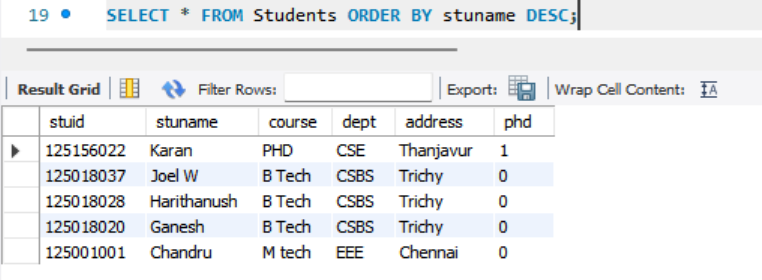 19 SELECT * FROM Students ORDER BY stuname DESC;
Result Grid Filter Rows: Export: Wrap Cell Content: IA
stuid stuname course dept address phd
125156022 Karan PHD CSE Thanjavur 1
125018037 Joel W B Tech CSBS Trichy 0
125018028 Harithanush B Tech CSBS Trichy 0
125018020 Ganesh B Tech CSBS Trichy 0
125001001 Chandru M tech EEE Chennai 0